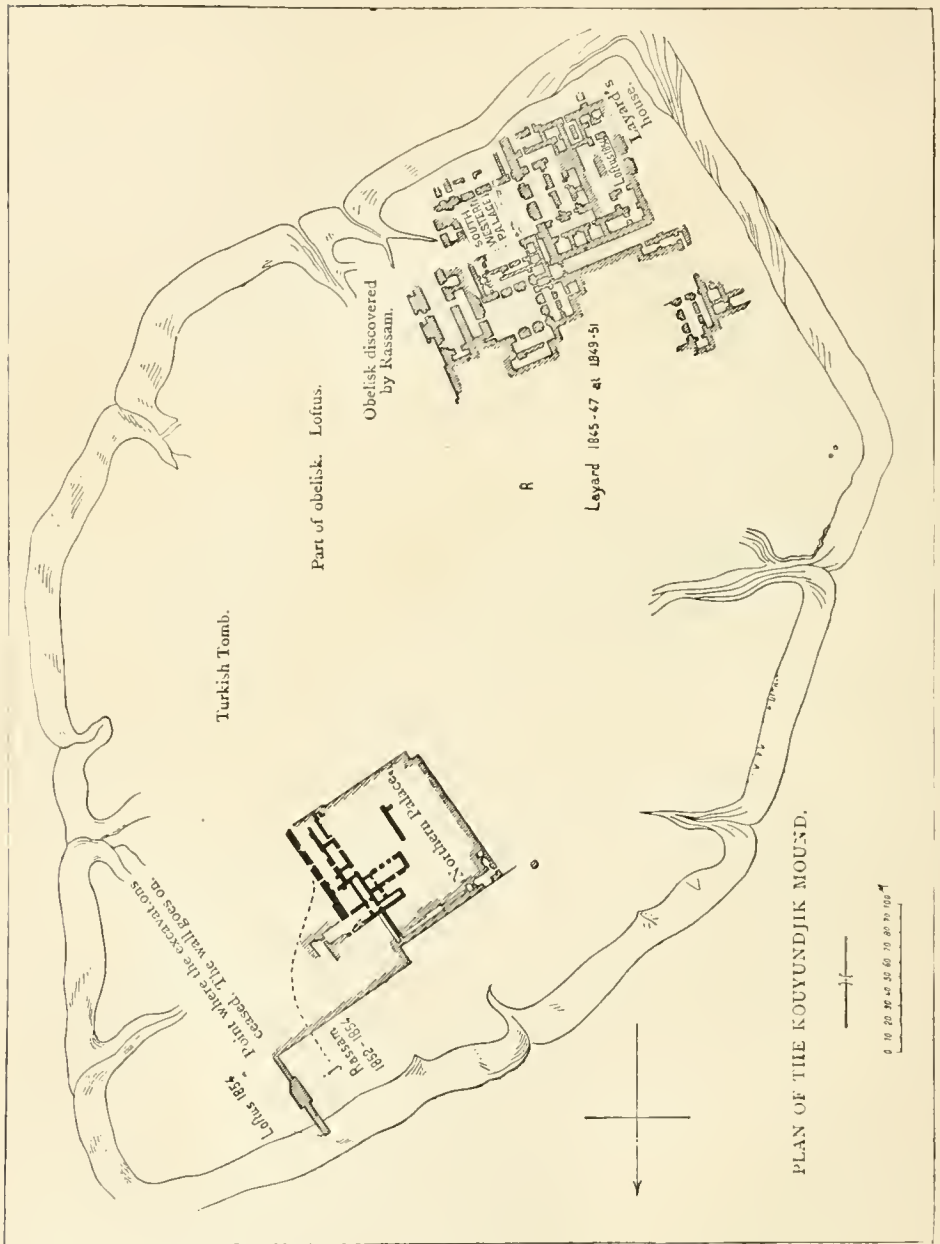 Layard's
house.
Loftus 1854
SOUTH
WESTERN
PALACE
Obelisk discovered
by Rassam.
Part of obelisk. Loftus.
R
Layard 1845-47 at 1849-51
Turkish Tomb.
Northern Palace.
Loftus 1854
Point where the excavations
ceased. The wall goes on.
J.
Rassam
1852-1854
PLAN OF THE KOUYUNDJIK MOUND.
0 10 20 30 40 50 60 70 80 90 100